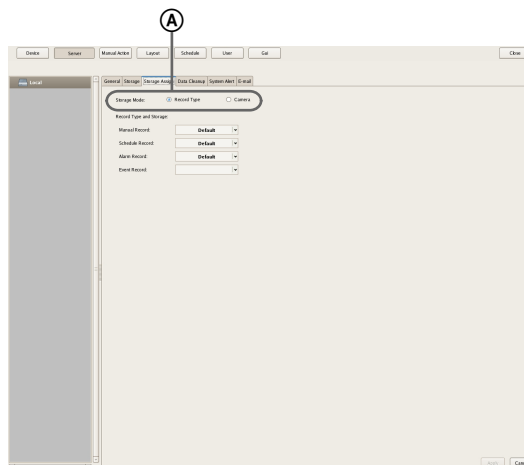 A
Device Server Manual Action Layout Schedule User Gui Close
Local
General Storage Storage Assign Data Cleanup System Alert E-mail
Storage Mode: Record Type Camera
Record Type and Storage:
Manual Record: Default
Schedule Record: Default
Alarm Record: Default
Event Record:
Apply